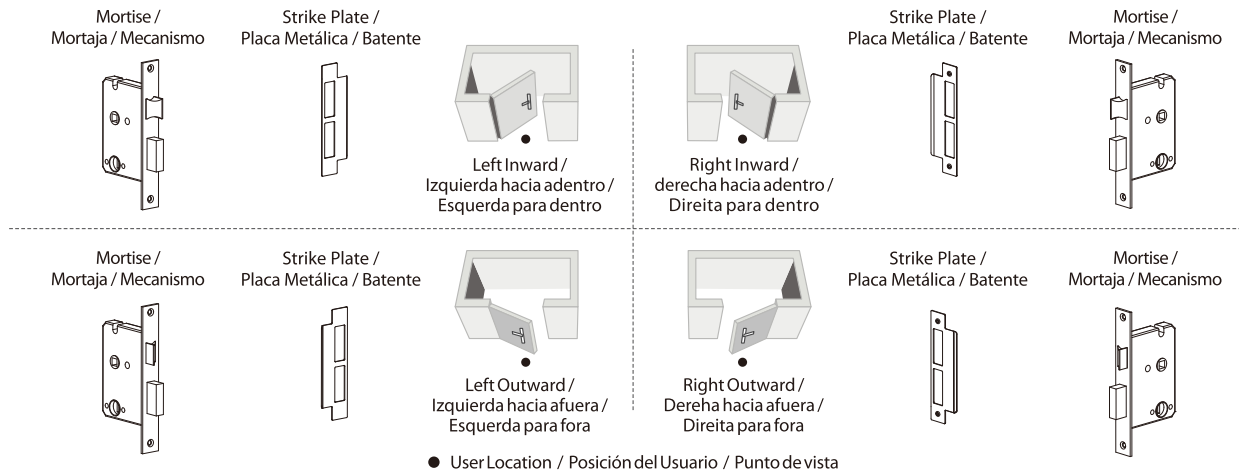 Mortise /
Mortaja / Mecanismo
Strike Plate /
Placa Metálica / Batente
Left Inward /
Izquierda hacia adentro /
Esquerda para dentro
Right Inward /
derecha hacia adentro /
Direita para dentro
Strike Plate /
Placa Metálica / Batente
Mortise /
Mortaja / Mecanismo
Mortise /
Mortaja / Mecanismo
Strike Plate /
Placa Metálica / Batente
Left Outward /
Izquierda hacia afuera /
Esquerda para fora
Right Outward /
Dereha hacia afuera /
Direita para fora
Strike Plate /
Placa Metálica / Batente
Mortise /
Mortaja / Mecanismo
User Location / Posición del Usuario / Punto de vista